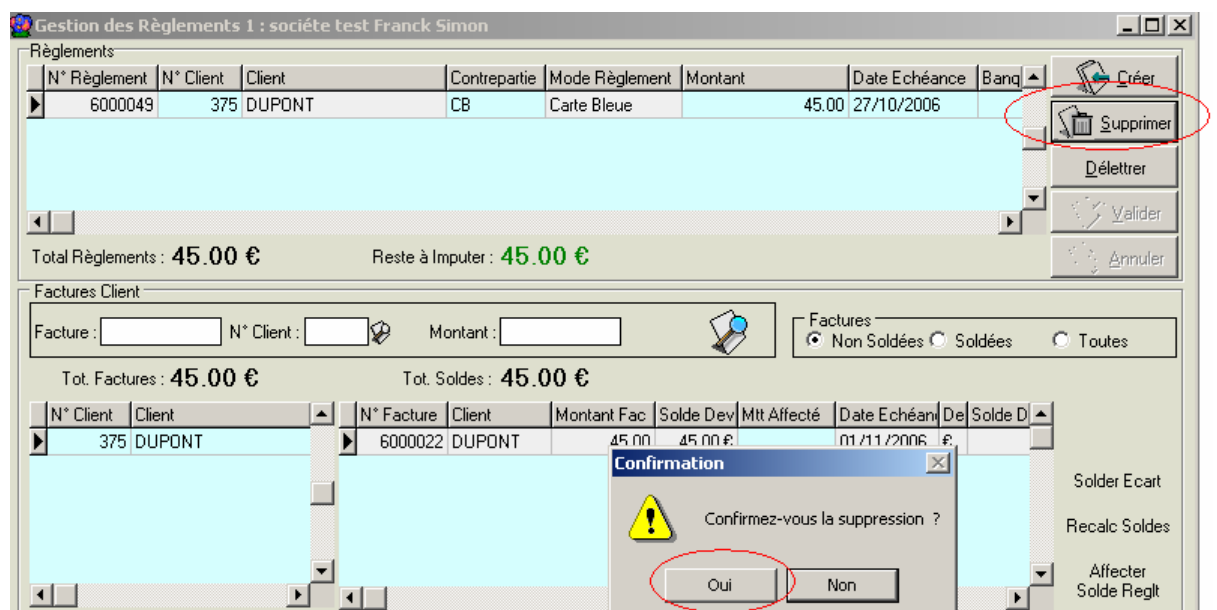 Gestion des Règlements 1 : sociéte test Franck Simon
Règlements
N° Règlement N° Client Client Contrepartie Mode Règlement Montant Date Echéance Banq
6000049 375 DUPONT CB Carte Bleue 45.00 27/10/2006
Créer
Supprimer
Délettrer
Valider
Annuler
Total Règlements : 45.00 € Reste à Imputer : 45.00 €
Factures Client
Facture : N° Client : Montant :
Factures
Non Soldées Soldées Toutes
Tot. Factures : 45.00 € Tot. Soldes : 45.00 €
N° Client Client
375 DUPONT
N° Facture Client Montant Fac Solde Dev Mtt Affecté Date Echéan De Solde D
6000022 DUPONT 45.00 45.00 € 01/11/2006 €
Confirmation
Confirmez-vous la suppression ?
Oui Non
Solder Ecart
Recalc Soldes
Affecter
Solde Reglt